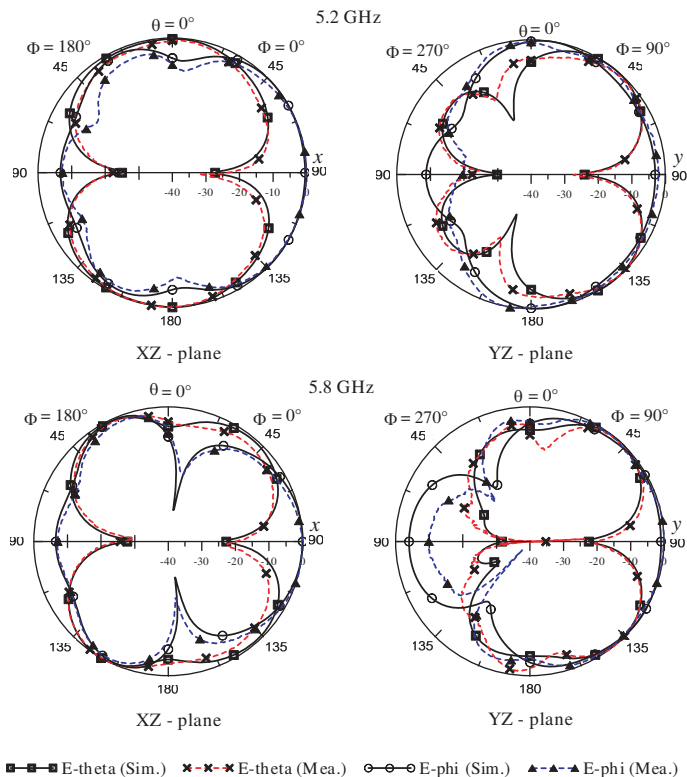 5.2 GHz
θ = 0°
θ = 0°
Φ = 180°
Φ = 0°
Φ = 270°
Φ = 90°
45
45
45
45
x
y
90
90
90
90
-40
-30
-20
-10
0
-40
-30
-20
-10
0
135
135
135
135
180
180
XZ - plane
YZ - plane
5.8 GHz
θ = 0°
θ = 0°
Φ = 180°
Φ = 0°
Φ = 270°
Φ = 90°
45
45
45
45
x
y
90
90
90
90
-40
-30
-20
-10
0
-40
-30
-20
-10
0
135
135
135
135
180
180
XZ - plane
YZ - plane
E-theta (Sim.) E-theta (Mea.) E-phi (Sim.) E-phi (Mea.)